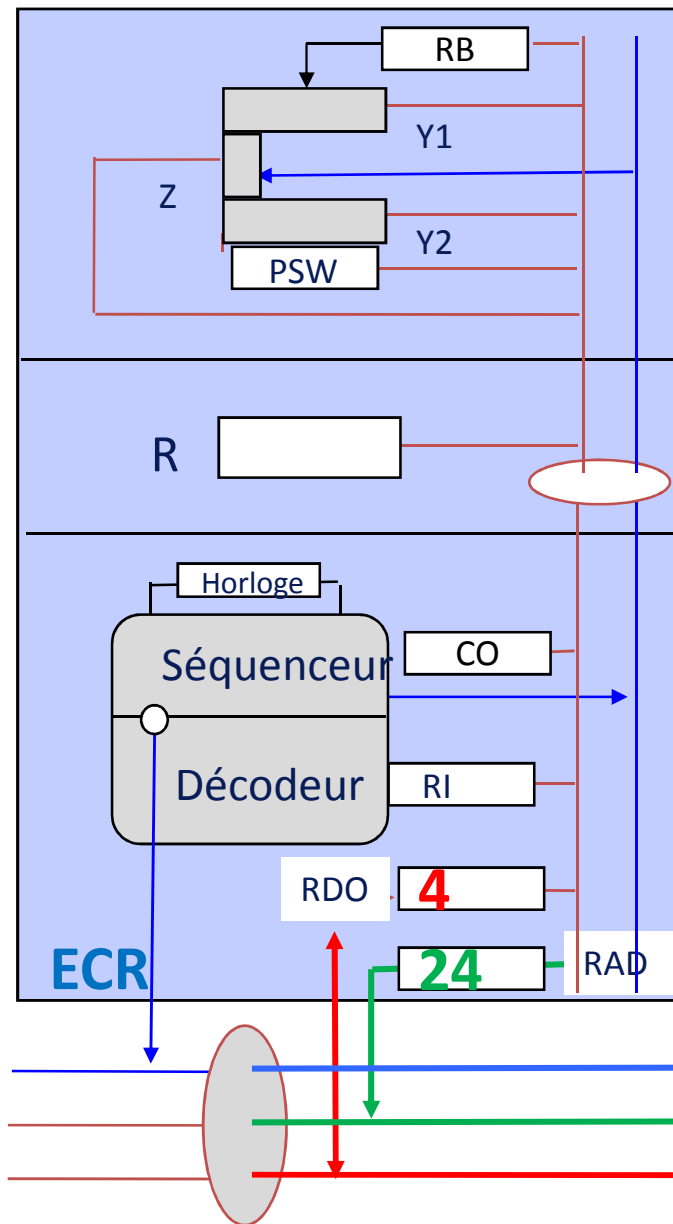 RB
Y1
Z
Y2
PSW
R
Horloge
Séquenceur
CO
Décodeur
RI
RDO
4
ECR
24
RAD